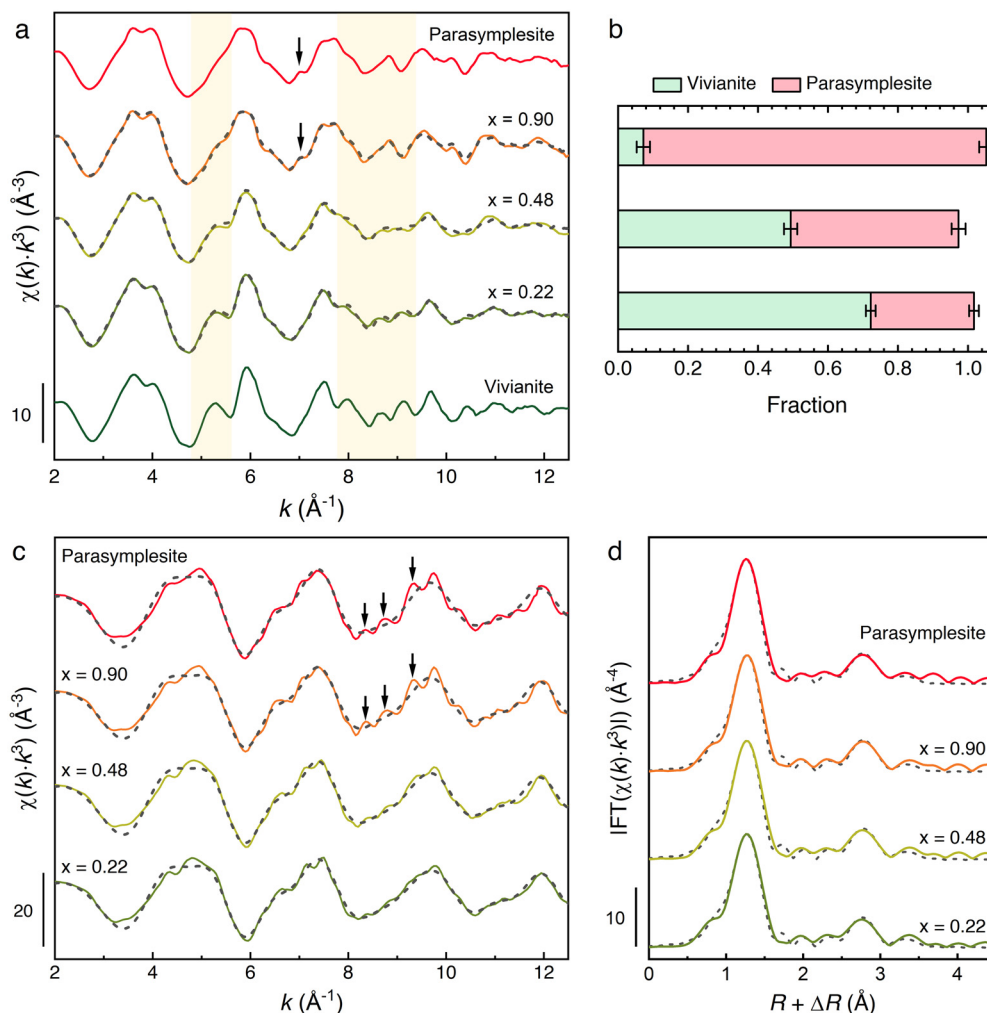 a
Parasymplesite
x = 0.90
x = 0.48
x = 0.22
Vivianite
10
χ(k)·k³) (Å⁻³)
2 4 6 8 10 12
k (Å⁻¹)
b
Vivianite Parasymplesite
0.0 0.2 0.4 0.6 0.8 1.0
Fraction
c
Parasymplesite
x = 0.90
x = 0.48
x = 0.22
20
χ(k)·k³) (Å⁻³)
2 4 6 8 10 12
k (Å⁻¹)
d
Parasymplesite
x = 0.90
x = 0.48
x = 0.22
10
IFT(χ(k)·k³)I) (Å⁻⁴)
0 1 2 3 4
R + ΔR (Å)